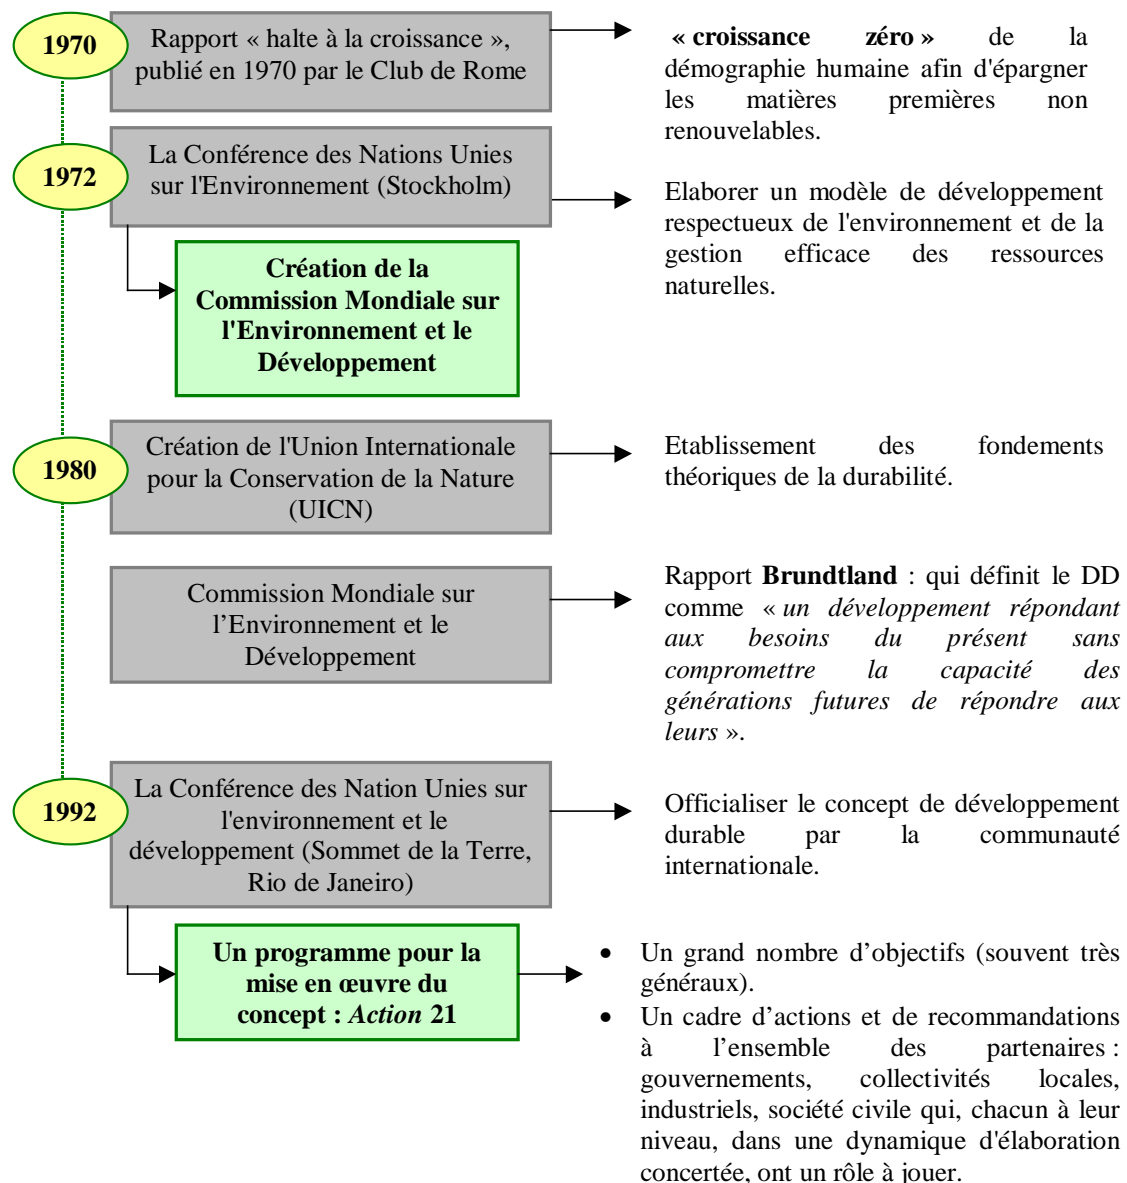 1970
Rapport « halte à la croissance »,
publié en 1970 par le Club de Rome
« croissance zéro » de la
démographie humaine afin d'épargner
les matières premières non
renouvelables.
1972
La Conférence des Nations Unies
sur l'Environnement (Stockholm)
Elaborer un modèle de développement
respectueux de l'environnement et de la
gestion efficace des ressources
naturelles.
Création de la
Commission Mondiale sur
l'Environnement et le
Développement
1980
Création de l'Union Internationale
pour la Conservation de la Nature
(UICN)
Etablissement des fondements
théoriques de la durabilité.
Commission Mondiale sur
l’Environnement et le
Développement
Rapport Brundtland : qui définit le DD
comme « un développement répondant
aux besoins du présent sans
compromettre la capacité des
générations futures de répondre aux
leurs ».
1992
La Conférence des Nation Unies sur
l'environnement et le
développement (Sommet de la Terre,
Rio de Janeiro)
Officialiser le concept de développement
durable par la communauté
internationale.
Un programme pour la
mise en œuvre du
concept : Action 21
• Un grand nombre d’objectifs (souvent très
généraux).
• Un cadre d’actions et de recommandations
à l’ensemble des partenaires :
gouvernements, collectivités locales,
industriels, société civile qui, chacun à leur
niveau, dans une dynamique d'élaboration
concertée, ont un rôle à jouer.